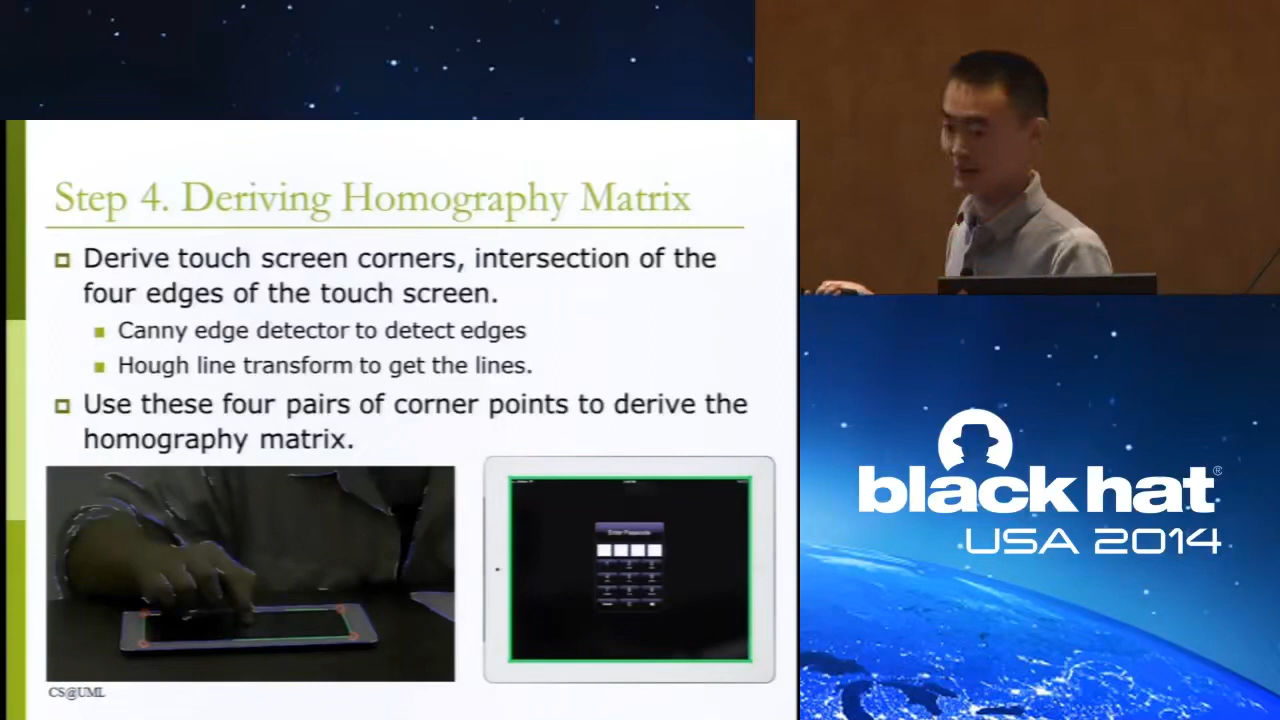 Step 4. Deriving Homography Matrix
Derive touch screen corners, intersection of the
four edges of the touch screen.
Canny edge detector to detect edges
Hough line transform to get the lines.
Use these four pairs of corner points to derive the
homography matrix.
Enter Passcode
CS@UML
black hat®
USA 2014